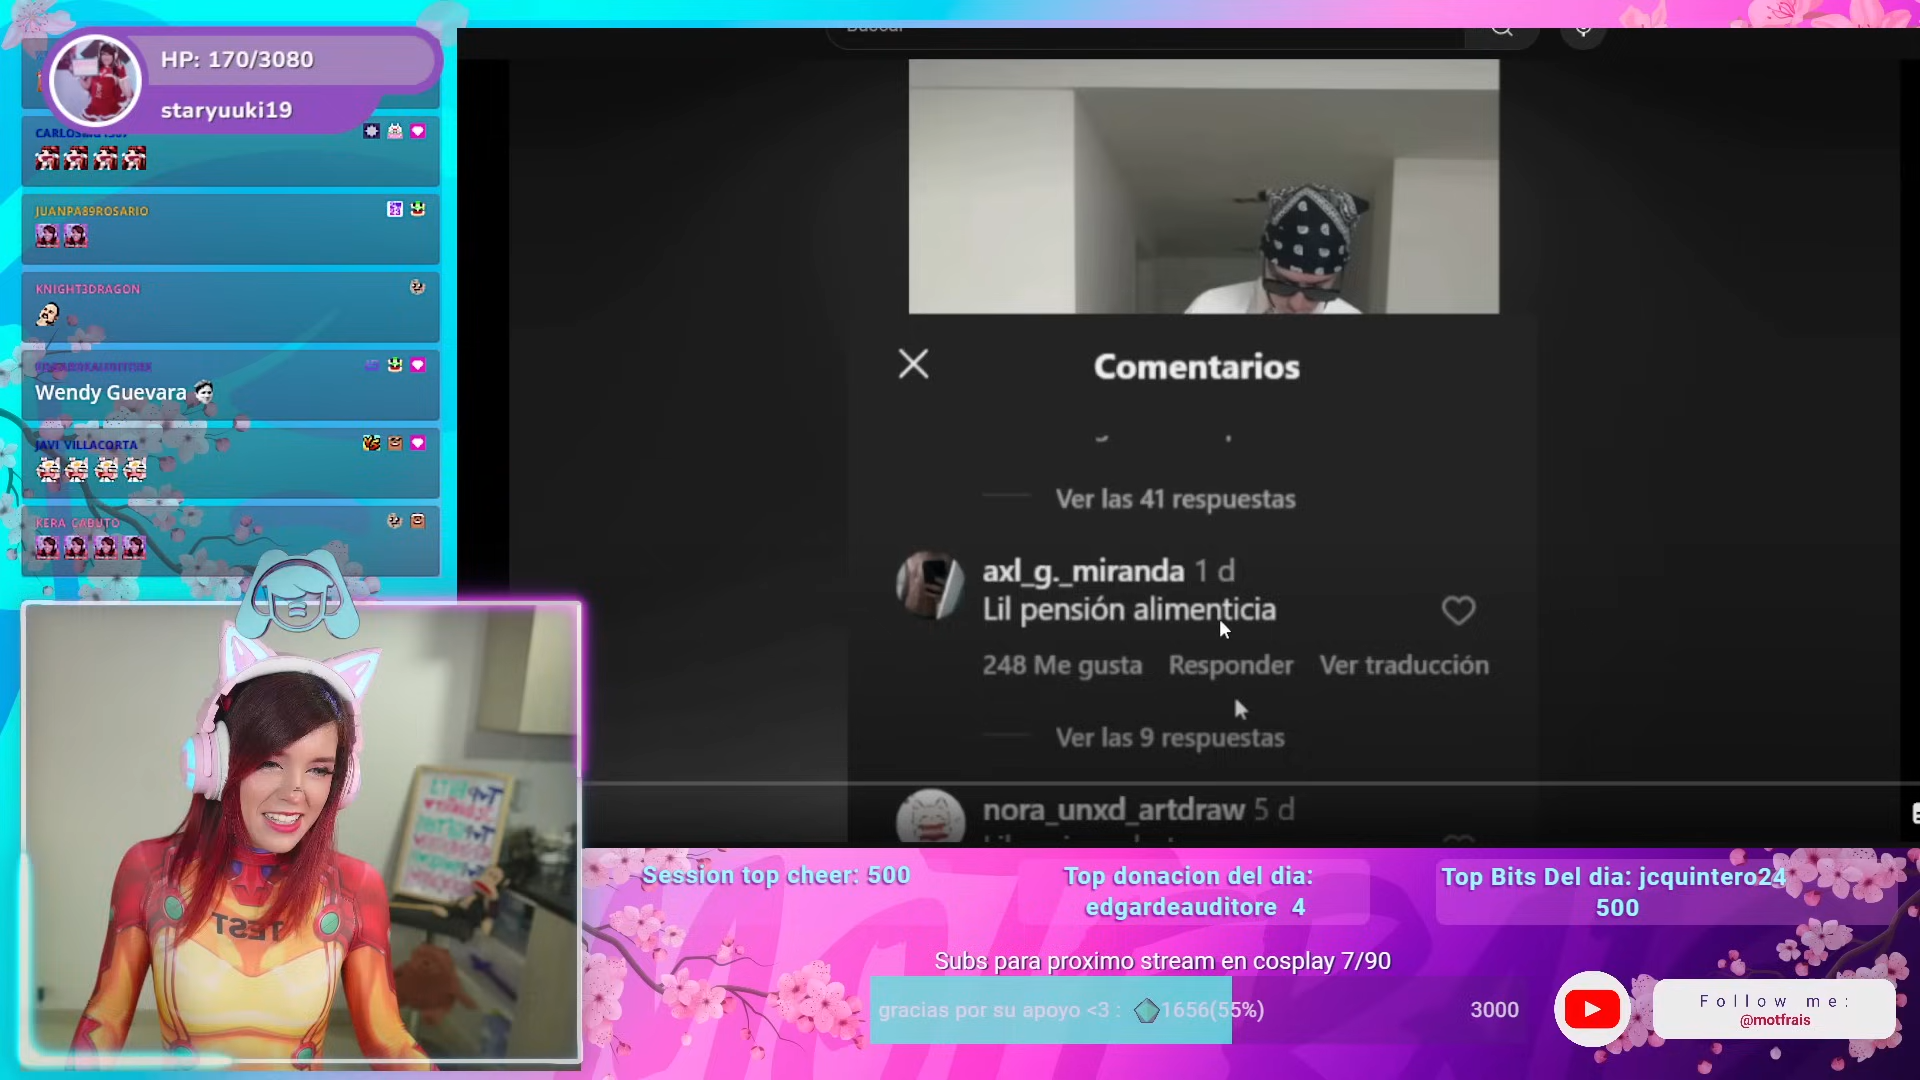 HP: 170/3080
staryuuki19
JUANPA89ROSARIO
KNIGHT3DRAGON
Wendy Guevara
JAVI VILLACORTA
KERA CABUTO
Buscar
Comentarios
Ver las 41 respuestas
axl_g._miranda 1 d
Lil pensión alimenticia
248 Me gusta Responder Ver traducción
Ver las 9 respuestas
nora_unxd_artdraw 5 d
TEST
Session top cheer: 500
Top donacion del dia:
edgardeauditore 4
Top Bits Del dia: jcquintero24
500
Subs para proximo stream en cosplay 7/90
gracias por su apoyo <3 : 1656(55%) 3000
Follow me:
@motfrais